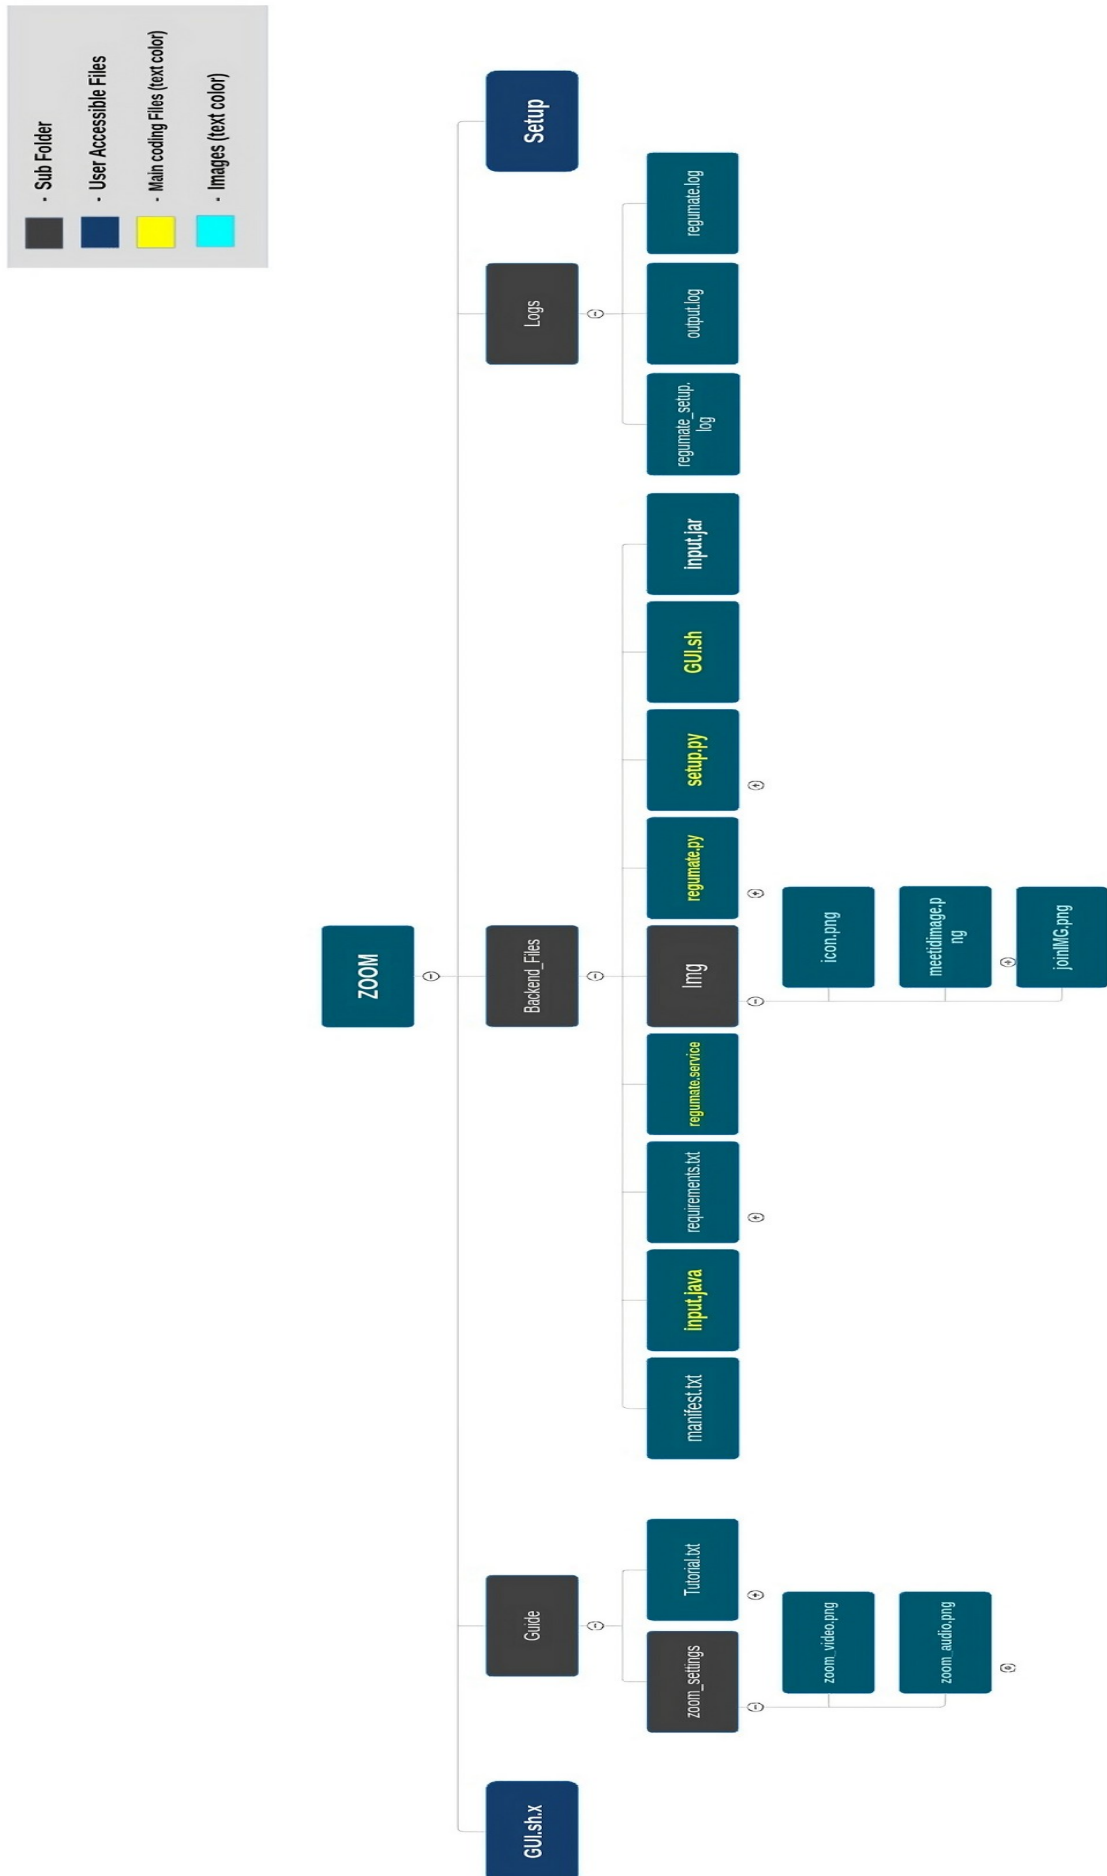 - Sub Folder
- User Accessible Files
- Main coding Files (text color)
- Images (text color)
ZOOM
GUI.sh.x
Guide
Backend_Files
Logs
Setup
zoom_settings
Tutorial.txt
manifest.txt
input.java
requirements.txt
regumate.service
Img
regumate.py
setup.py
GUI.sh
input.jar
regumate_setup.
log
output.log
regumate.log
zoom_video.png
zoom_audio.png
icon.png
meetidimage.p
ng
joinIMG.png